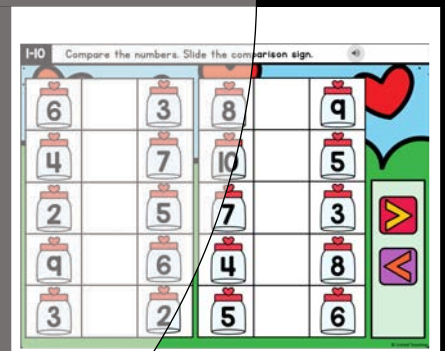 1-10 Compare the numbers. Slide the comparison sign.
6 3 8 9
4 7 10 5
2 5 7 3 >
9 6 4 8 <
3 2 5 6